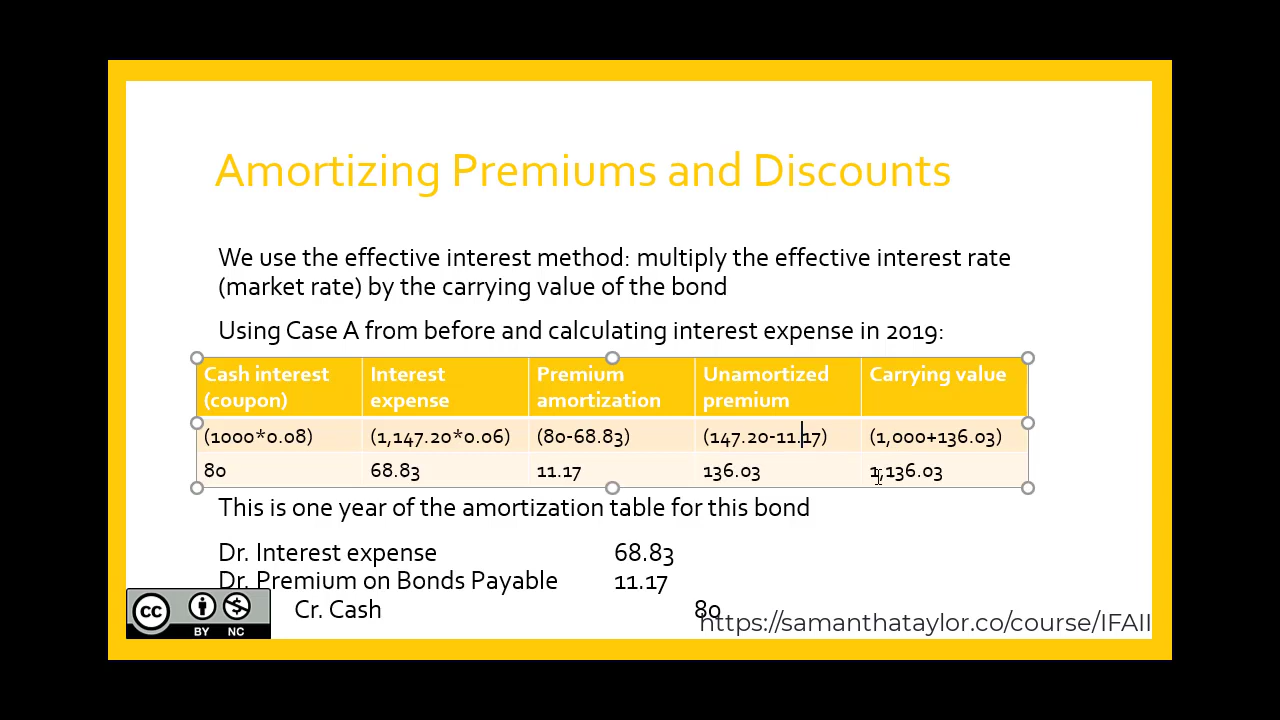 Amortizing Premiums and Discounts
We use the effective interest method: multiply the effective interest rate
(market rate) by the carrying value of the bond
Using Case A from before and calculating interest expense in 2019:
Cash interest (coupon) Interest expense Premium amortization Unamortized premium Carrying value
(1000*0.08) (1,147.20*0.06) (80-68.83) (147.20-11.17) (1,000+136.03)
80 68.83 11.17 136.03 1,136.03
This is one year of the amortization table for this bond
Dr. Interest expense 68.83
Dr. Premium on Bonds Payable 11.17
Cr. Cash 80
https://samanthataylor.co/course/IFAII
CC BY NC